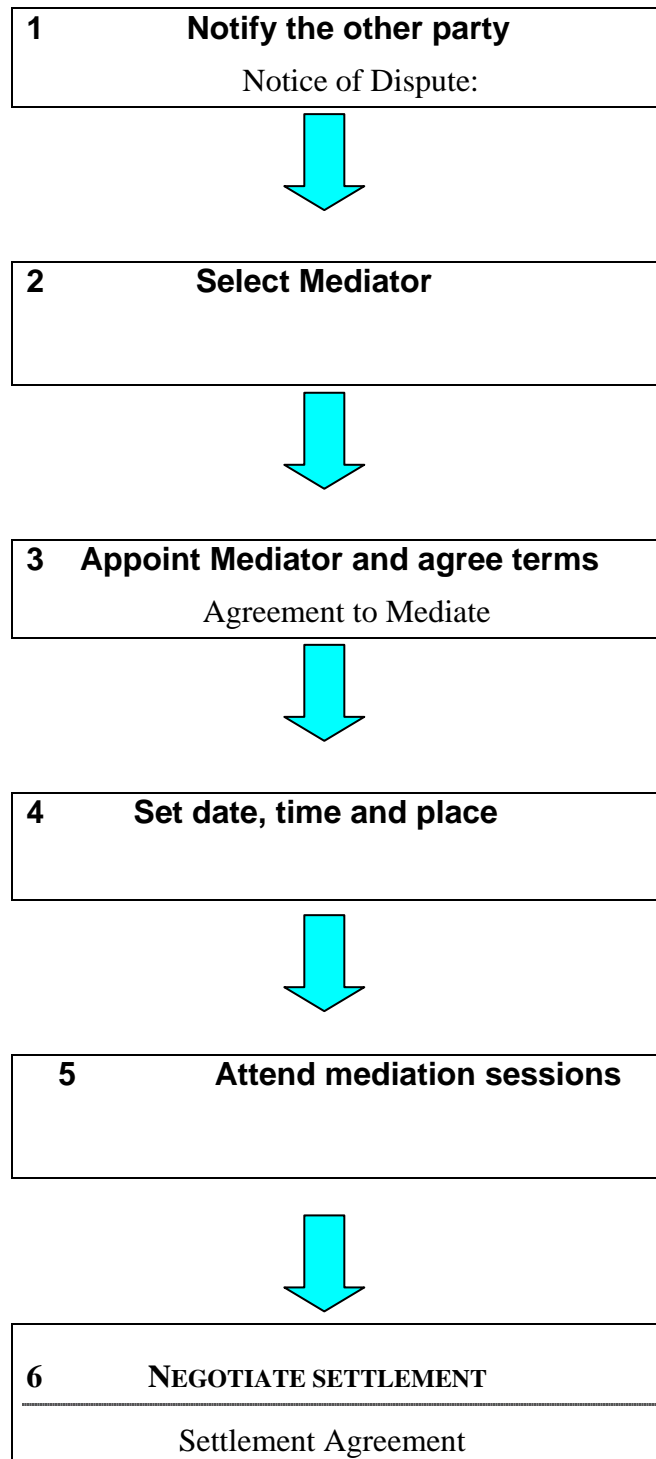 1 Notify the other party
Notice of Dispute:
2 Select Mediator
3 Appoint Mediator and agree terms
Agreement to Mediate
4 Set date, time and place
5 Attend mediation sessions
6 NEGOTIATE SETTLEMENT
Settlement Agreement